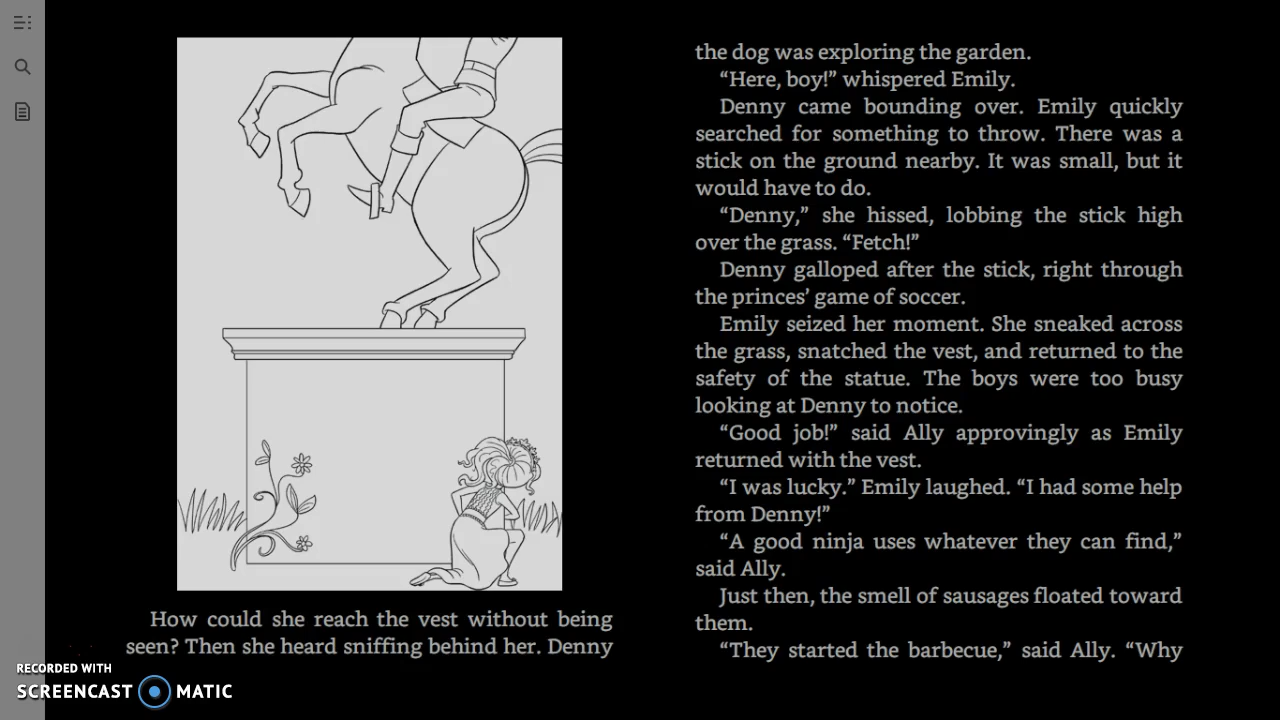 How could she reach the vest without being
seen? Then she heard sniffing behind her. Denny
the dog was exploring the garden.
“Here, boy!” whispered Emily.
Denny came bounding over. Emily quickly
searched for something to throw. There was a
stick on the ground nearby. It was small, but it
would have to do.
“Denny,” she hissed, lobbing the stick high
over the grass. “Fetch!”
Denny galloped after the stick, right through
the princes’ game of soccer.
Emily seized her moment. She sneaked across
the grass, snatched the vest, and returned to the
safety of the statue. The boys were too busy
looking at Denny to notice.
“Good job!” said Ally approvingly as Emily
returned with the vest.
“I was lucky.” Emily laughed. “I had some help
from Denny!”
“A good ninja uses whatever they can find,”
said Ally.
Just then, the smell of sausages floated toward
them.
“They started the barbecue,” said Ally. “Why
RECORDED WITH
SCREENCAST MATIC